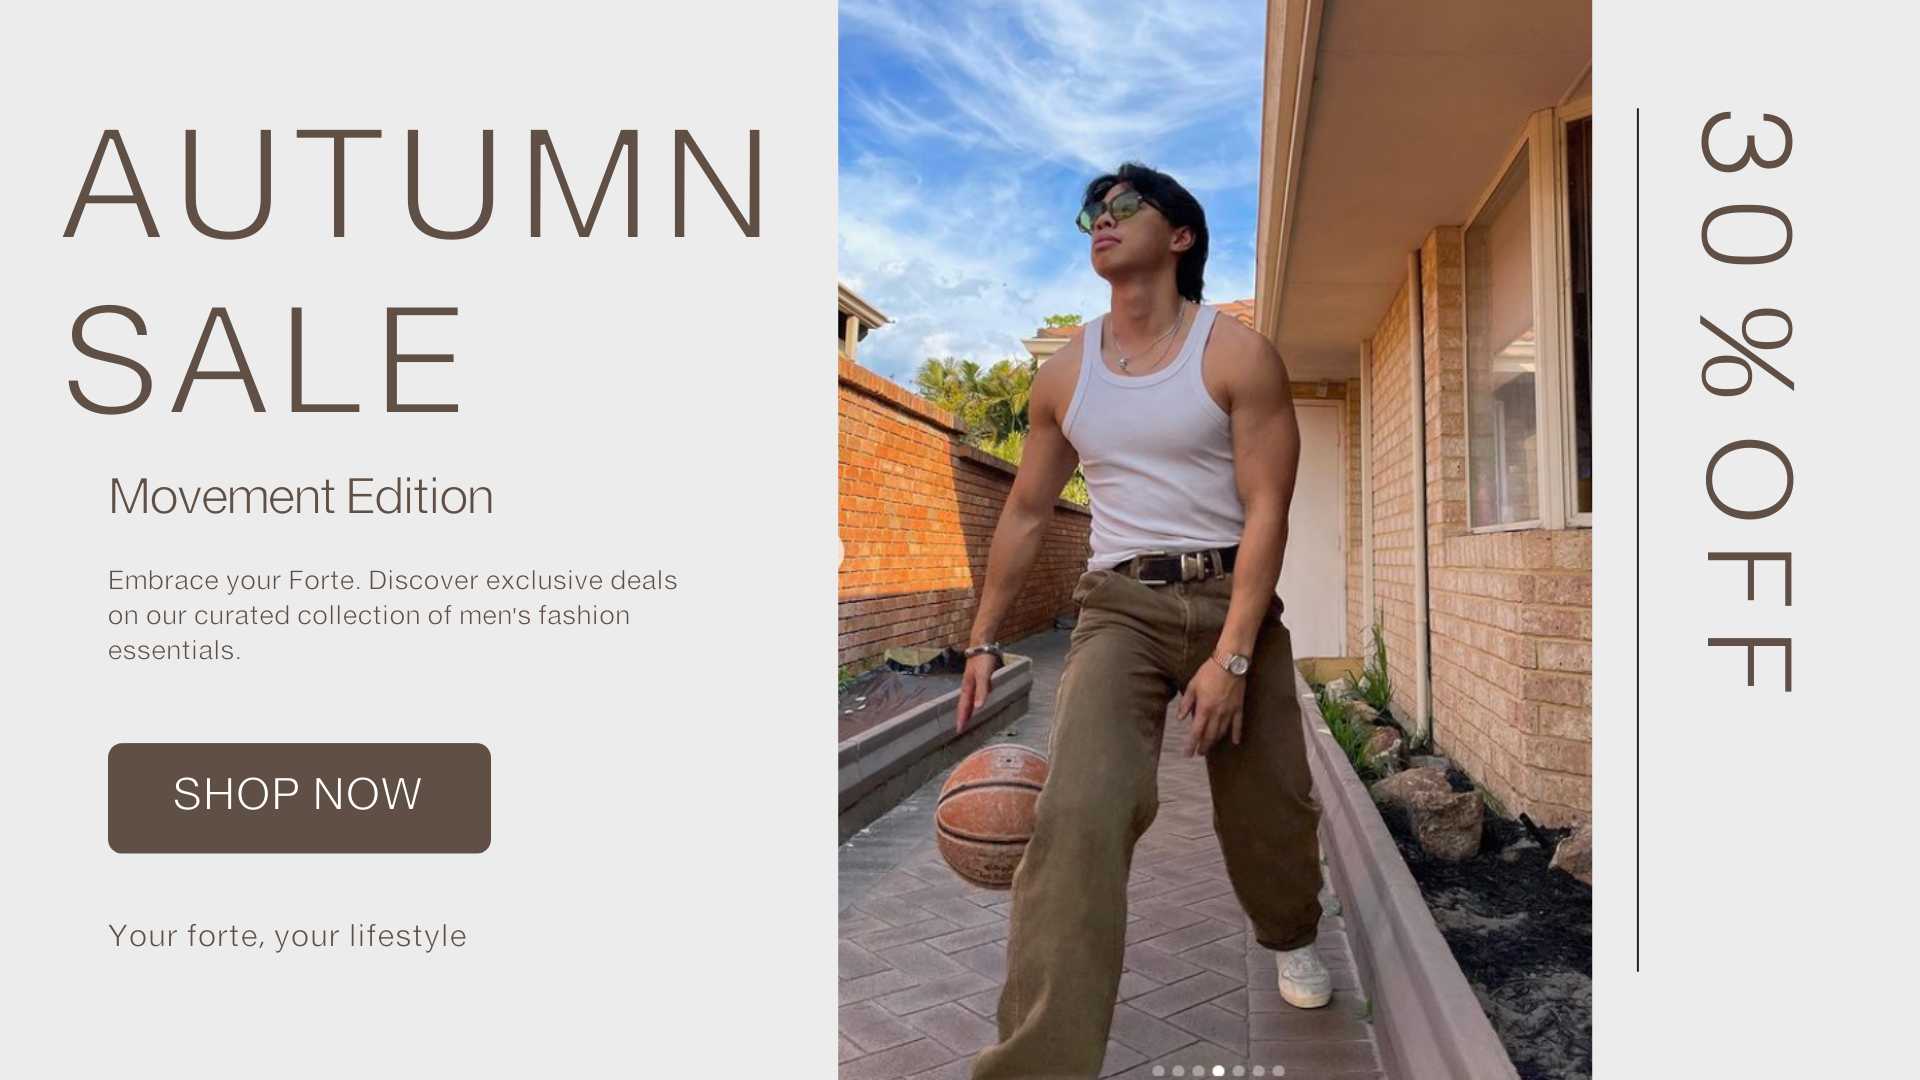 AUTUMN
SALE
Movement Edition
Embrace your Forte. Discover exclusive deals
on our curated collection of men's fashion
essentials.
SHOP NOW
Your forte, your lifestyle
30% OFF